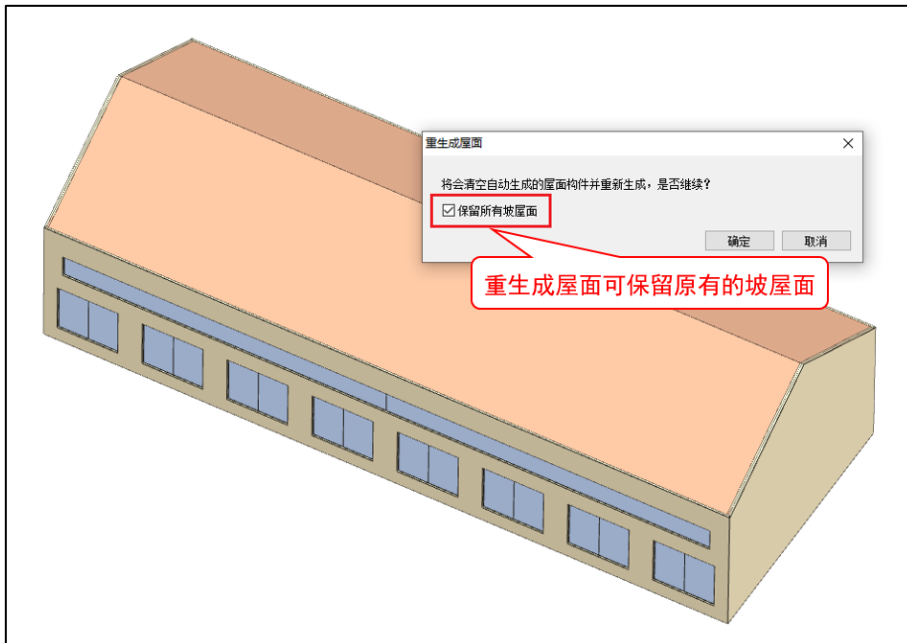 重生成屋面
将会清空自动生成的屋面构件并重新生成，是否继续？
保留所有坡屋面
确定 取消
重生成屋面可保留原有的坡屋面